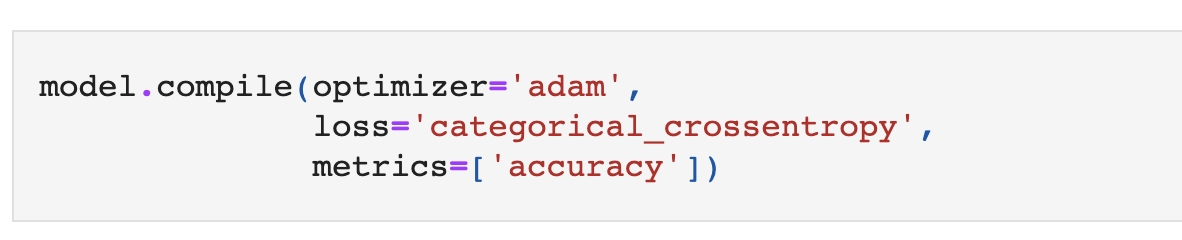 model.compile(optimizer='adam',
              loss='categorical_crossentropy',
              metrics=['accuracy'])